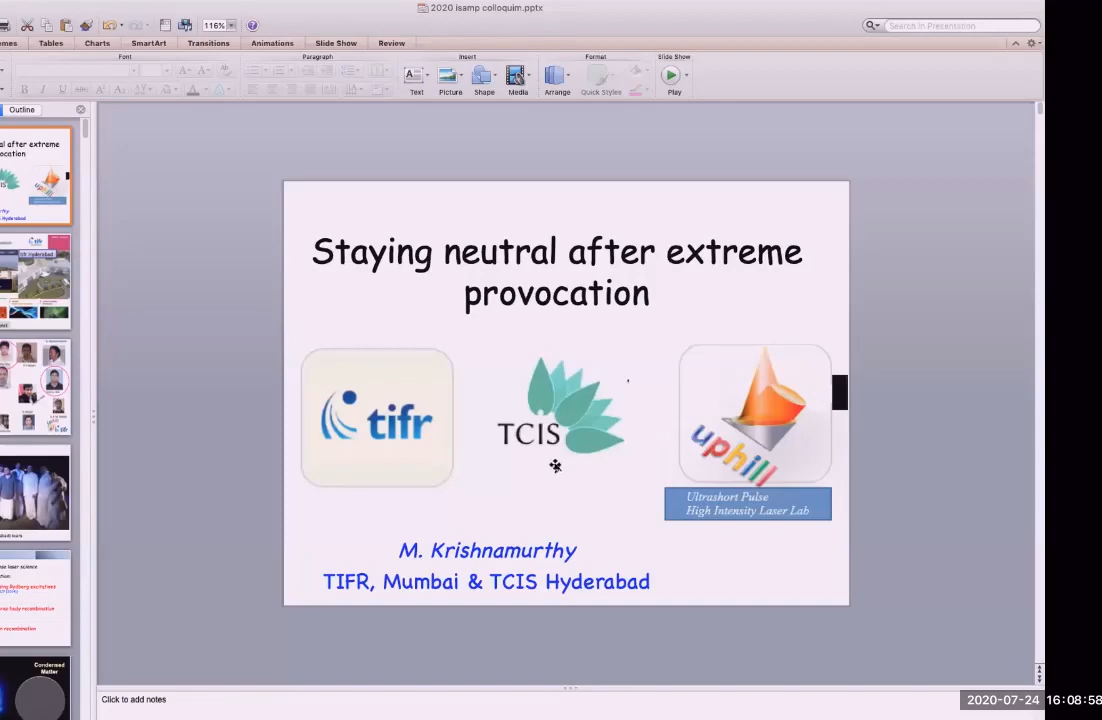 2020 isamp colloquim.pptx
116%
Search in Presentation
emes Tables Charts SmartArt Transitions Animations Slide Show Review
Font Paragraph Insert Format Slide Show
Text Picture Shape Media Arrange Quick Styles Play
Outline
Staying neutral after extreme
provocation
tifr
TCIS
uphill
Ultrashort Pulse
High Intensity Laser Lab
M. Krishnamurthy
TIFR, Mumbai & TCIS Hyderabad
Condensed
Matter
Click to add notes
2020-07-24 16:08:58